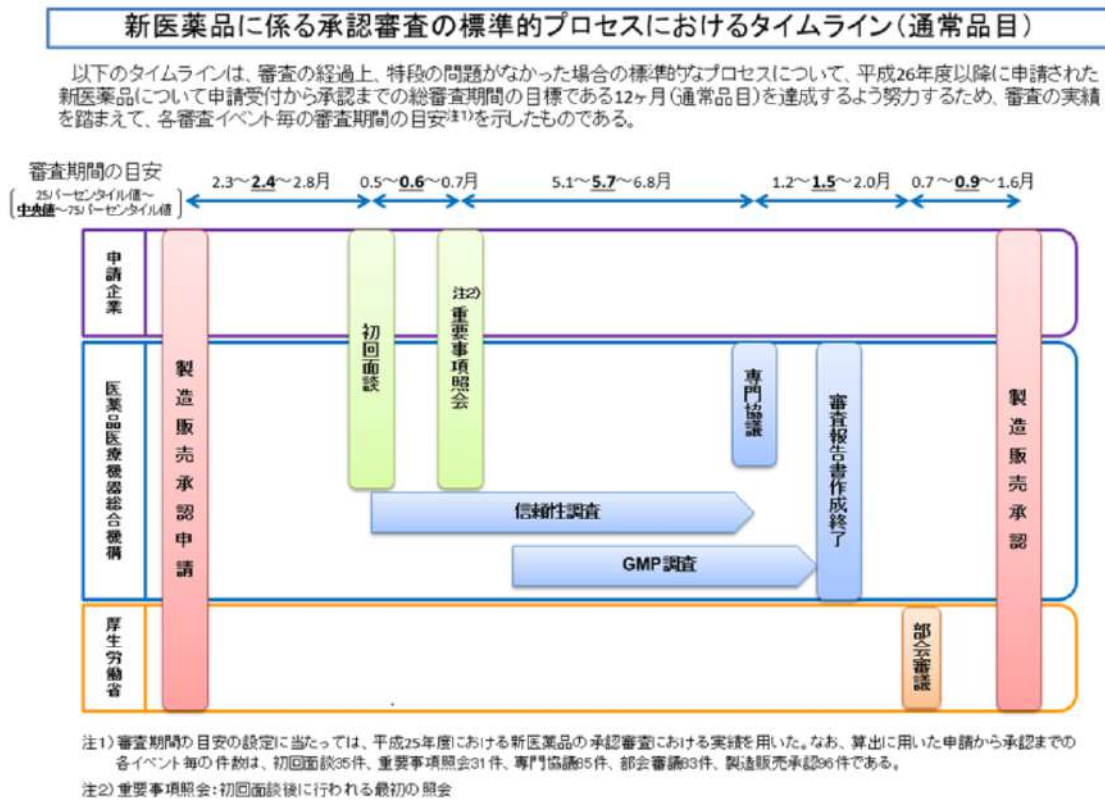 新医薬品に係る承認審査の標準的プロセスにおけるタイムライン(通常品目)
以下のタイムラインは、審査の経過上、特段の問題がなかった場合の標準的なプロセスについて、平成26年度以降に申請された
新医薬品について申請受付から承認までの総審査期間の目標である12ヶ月(通常品目)を達成するよう努力するため、審査の実績
を踏まえて、各審査イベント毎の審査期間の目安注1)を示したものである。
審査期間の目安
25パーセンタイル値~
中央値~75パーセンタイル値
2.3~2.4~2.8月
0.5~0.6~0.7月
5.1~5.7~6.8月
1.2~1.5~2.0月
0.7~0.9~1.6月
申請企業
医薬品医療機器総合機構
厚生労働省
製造販売承認申請
初回面談
注2)
重要事項照会
専門協議
審査報告書作成終了
部会審議
製造販売承認
信頼性調査
GMP調査
注1) 審査期間の目安の設定に当たっては、平成25年度における新医薬品の承認審査における実績を用いた。なお、算出に用いた申請から承認までの
各イベント毎の件数は、初回面談35件、重要事項照会31件、専門協議85件、部会審議83件、製造販売承認96件である。
注2) 重要事項照会:初回面談後に行われる最初の照会